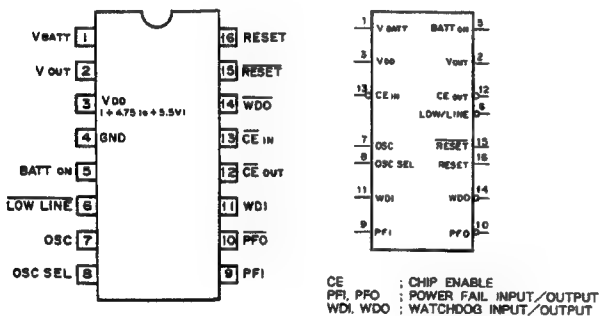 VBATT 1 16 RESET
VOUT 2 15 RESET
3 VDD 14 WDO
(+4.75 to +5.5V)
4 GND 13 CE IN
BATT ON 5 12 CE OUT
LOW LINE 6 11 WDI
OSC 7 10 PFO
OSC SEL 8 9 PFI
1 V BATT BATT ON 5
3 VDD VOUT 2
13 CE IN CE OUT 12
LOW/LINE 6
7 OSC RESET 15
8 OSC SEL RESET 16
11 WDI WDO 14
9 PFI PFO 10
CE : CHIP ENABLE
PFI, PFO : POWER FAIL INPUT/OUTPUT
WDI, WDO : WATCHDOG INPUT/OUTPUT